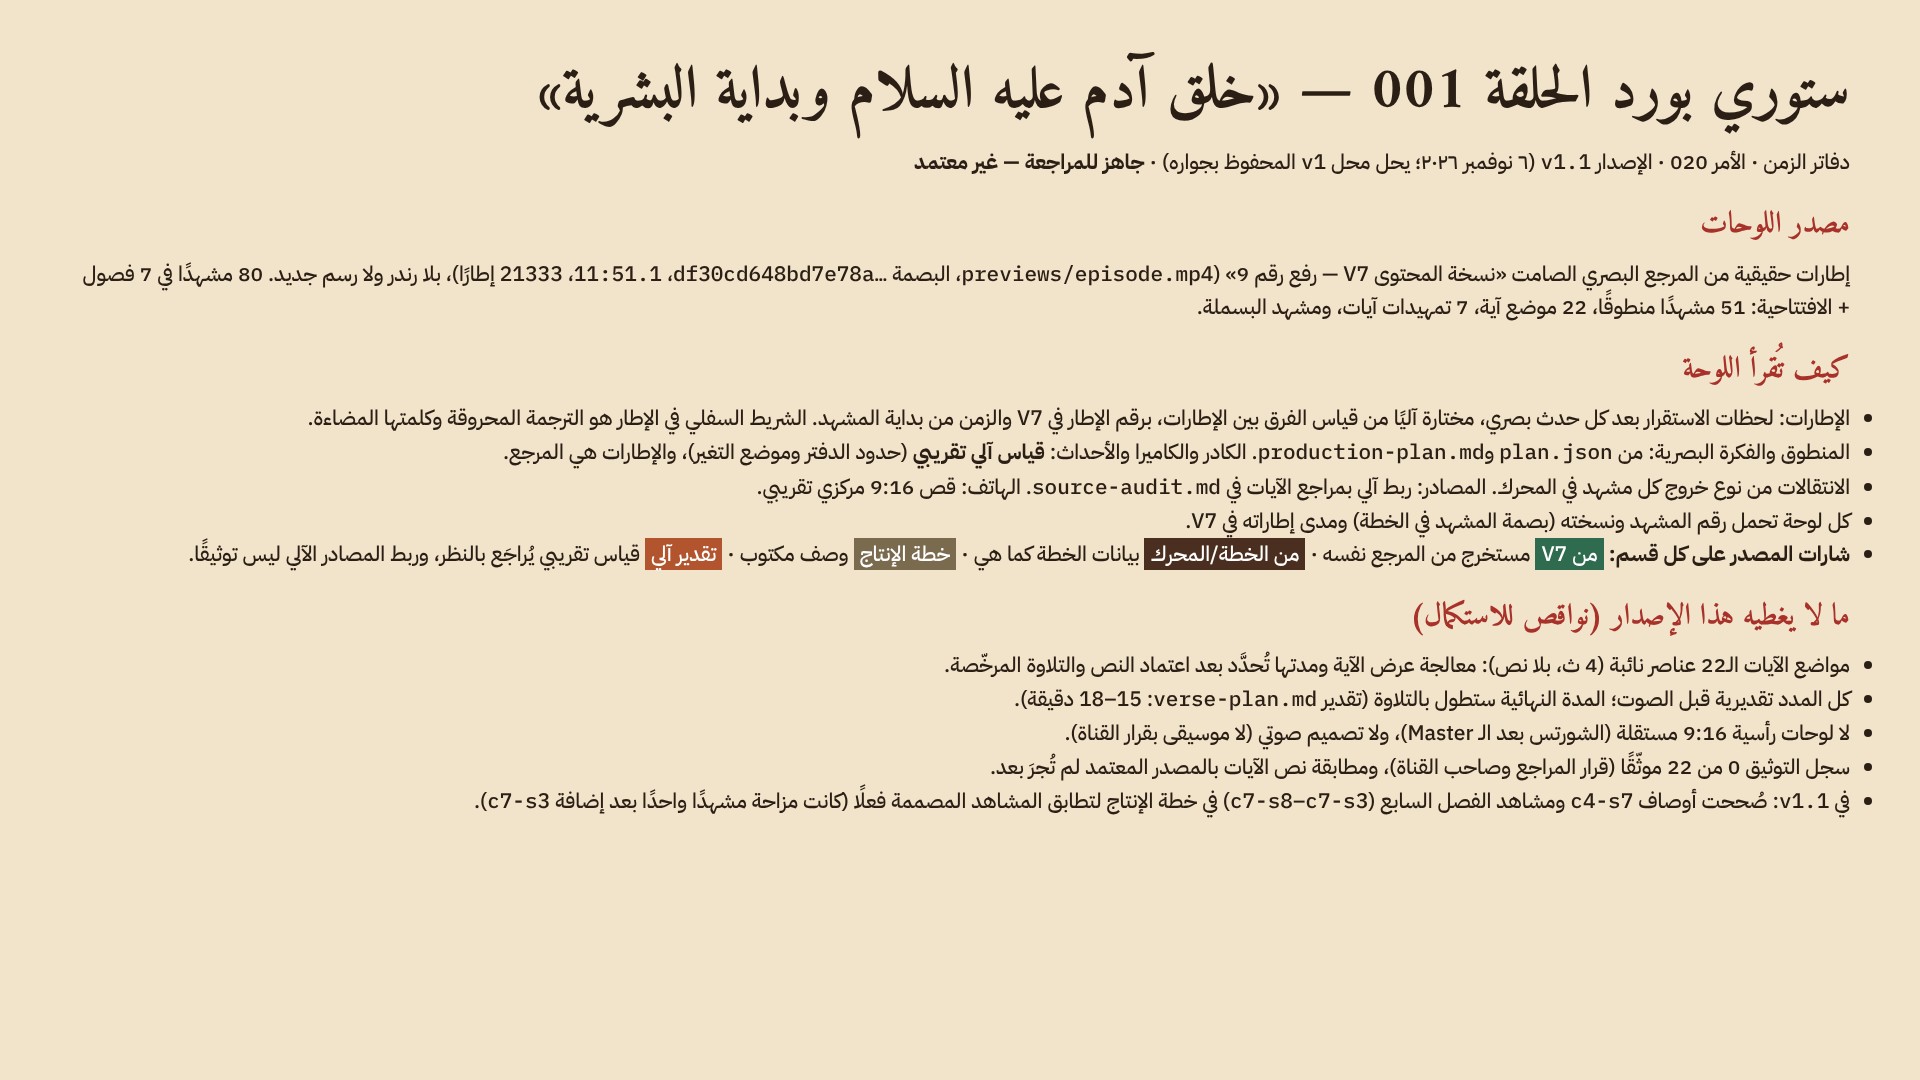 ستوري بورد الحلقة 001 — «خلق آدم عليه السلام وبداية البشرية»
دفاتر الزمن · الأمر 020 · الإصدار v1.1 (٦ نوفمبر ٢٠٢٦؛ يحل محل v1 المحفوظ بجواره) · جاهز للمراجعة — غير معتمد
مصدر اللوحات
إطارات حقيقية من المرجع البصري الصامت «نسخة المحتوى V7 — رفع رقم 9» (previews/episode.mp4، البصمة df30cd648bd7e78a…، 11:51.1، 21333 إطارًا)، بلا رندر ولا رسم جديد. 80 مشهدًا في 7 فصول
+ الافتتاحية: 51 مشهدًا منطوقًا، 22 موضع آية، 7 تمهيدات آيات، ومشهد البسملة.
كيف تُقرأ اللوحة
• الإطارات: لحظات الاستقرار بعد كل حدث بصري، مختارة آليًا من قياس الفرق بين الإطارات، برقم الإطار في V7 والزمن من بداية المشهد. الشريط السفلي في الإطار هو الترجمة المحروقة وكلمتها المضاءة.
• المنطوق والفكرة البصرية: من plan.json وproduction-plan.md. الكادر والكاميرا والأحداث: قياس آلي تقريبي (حدود الدفتر وموضع التغير)، والإطارات هي المرجع.
• الانتقالات من نوع خروج كل مشهد في المحرك. المصادر: ربط آلي بمراجع الآيات في source-audit.md. الهاتف: قص 9:16 مركزي تقريبي.
• كل لوحة تحمل رقم المشهد ونسخته (بصمة المشهد في الخطة) ومدى إطاراته في V7.
• شارات المصدر على كل قسم: من V7 مستخرج من المرجع نفسه · من الخطة/المحرك بيانات الخطة كما هي · خطة الإنتاج وصف مكتوب · تقدير آلي قياس تقريبي يُراجَع بالنظر، وربط المصادر الآلي ليس توثيقًا.
ما لا يغطيه هذا الإصدار (نواقص للاستكمال)
• مواضع الآيات الـ22 عناصر نائبة (4 ث، بلا نص): معالجة عرض الآية ومدتها تُحدَّد بعد اعتماد النص والتلاوة المرخّصة.
• كل المدد تقديرية قبل الصوت؛ المدة النهائية ستطول بالتلاوة (تقدير verse-plan.md: 15–18 دقيقة).
• لا لوحات رأسية 9:16 مستقلة (الشورتس بعد الـ Master)، ولا تصميم صوتي (لا موسيقى بقرار القناة).
• سجل التوثيق 0 من 22 موثّقًا (قرار المراجع وصاحب القناة)، ومطابقة نص الآيات بالمصدر المعتمد لم تُجرَ بعد.
• في v1.1: صُححت أوصاف c4-s7 ومشاهد الفصل السابع (c7-s3–c7-s8) في خطة الإنتاج لتطابق المشاهد المصممة فعلًا (كانت مزاحة مشهدًا واحدًا بعد إضافة c7-s3).